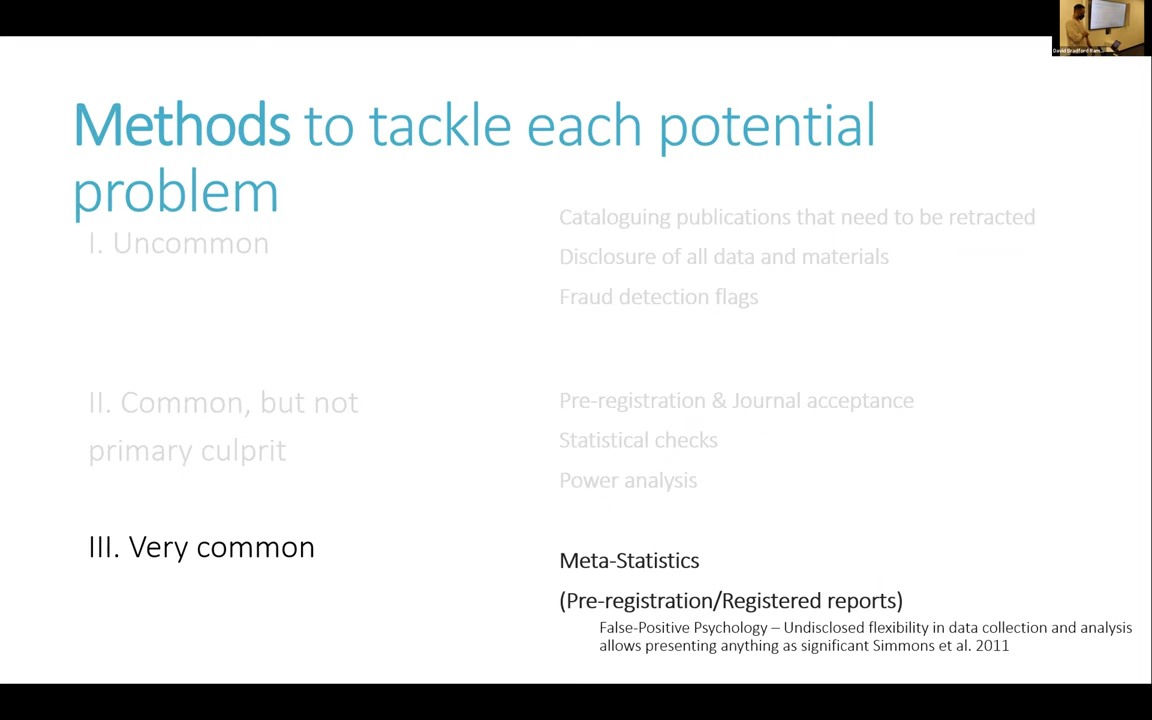 David Bradford Ram...
Methods to tackle each potential
problem
I. Uncommon
Cataloguing publications that need to be retracted
Disclosure of all data and materials
Fraud detection flags
II. Common, but not
primary culprit
Pre-registration & Journal acceptance
Statistical checks
Power analysis
III. Very common
Meta-Statistics
(Pre-registration/Registered reports)
False-Positive Psychology – Undisclosed flexibility in data collection and analysis
allows presenting anything as significant Simmons et al. 2011